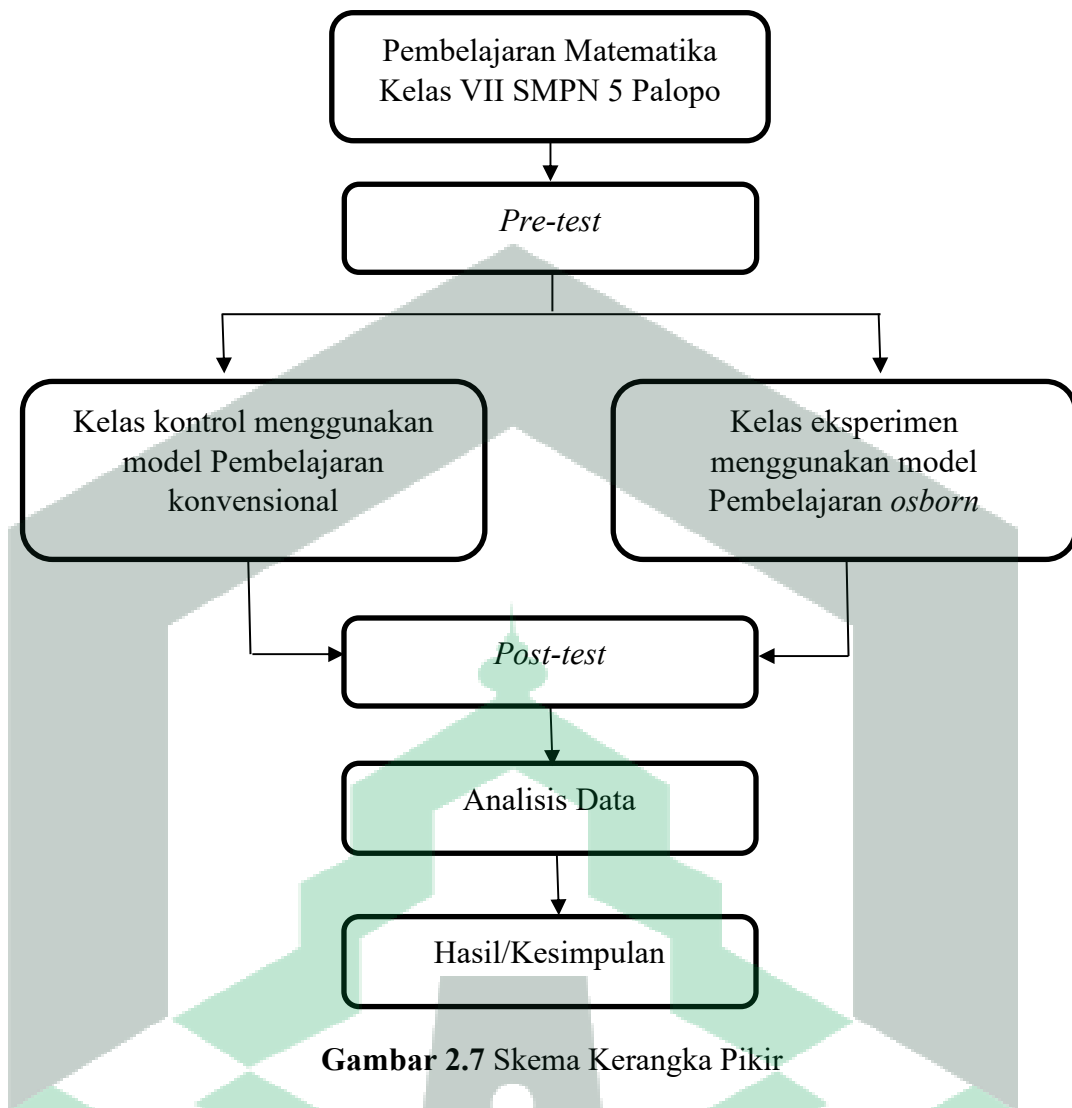 Pembelajaran Matematika
Kelas VII SMPN 5 Palopo
Pre-test
Kelas kontrol menggunakan
model Pembelajaran
konvensional
Kelas eksperimen
menggunakan model
Pembelajaran osborn
Post-test
Analisis Data
Hasil/Kesimpulan
Gambar 2.7 Skema Kerangka Pikir